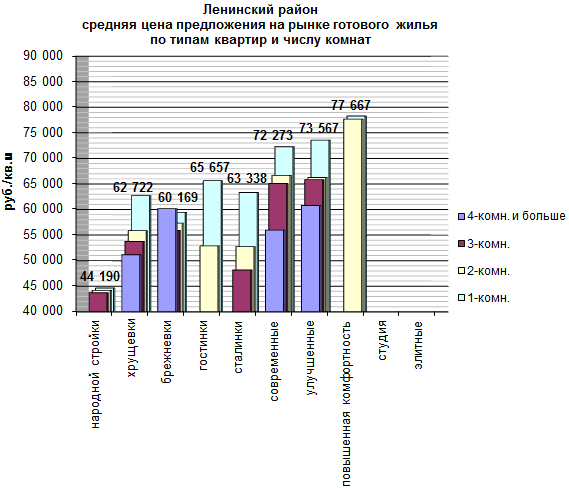 Ленинский район
средняя цена предложения на рынке готового жилья
по типам квартир и числу комнат
руб./кв.м
90 000
85 000
80 000
75 000
70 000
65 000
60 000
55 000
50 000
45 000
40 000
44 190
62 722
60 169
65 657
63 338
72 273
73 567
77 667
народной стройки
хрущевки
брежневки
гостинки
сталинки
современные
улучшенные
повышенная комфортность
студия
элитные
4-комн. и больше
3-комн.
2-комн.
1-комн.